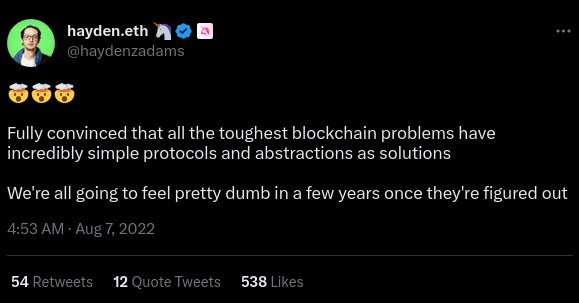 hayden.eth 🦄
@haydenzadams
🤯🤯🤯
Fully convinced that all the toughest blockchain problems have
incredibly simple protocols and abstractions as solutions
We're all going to feel pretty dumb in a few years once they're figured out
4:53 AM · Aug 7, 2022
54 Retweets 12 Quote Tweets 538 Likes